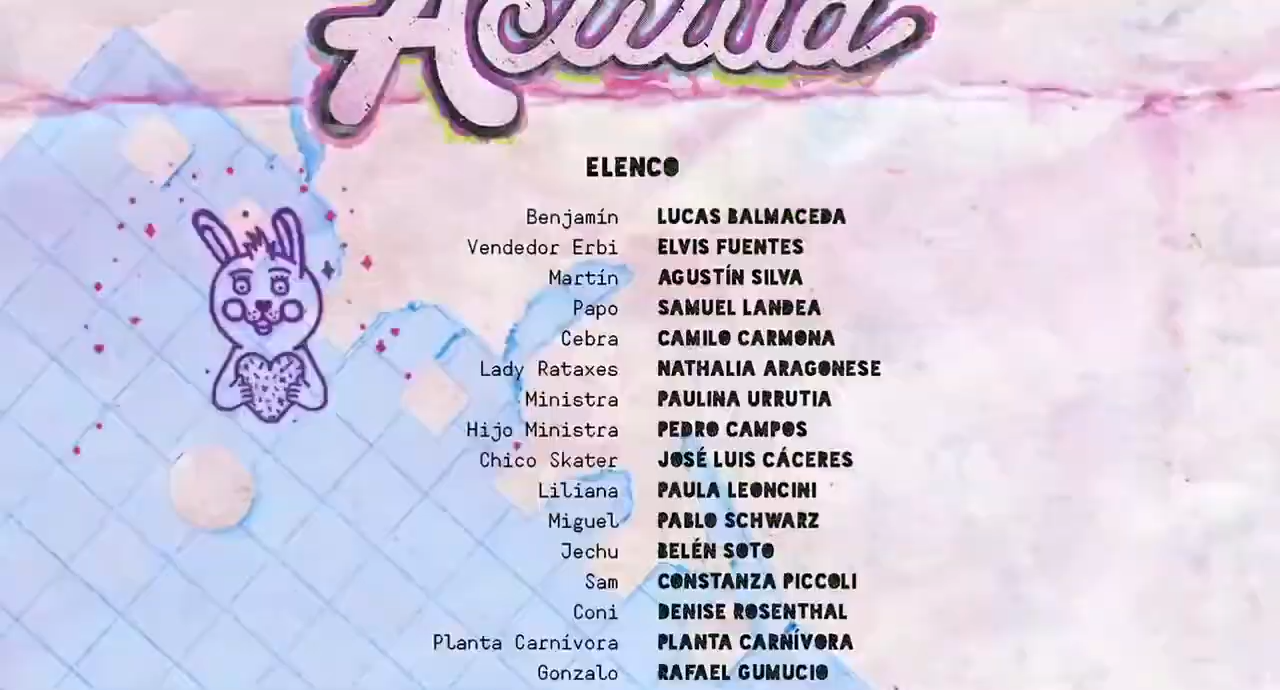 ELENCO
Benjamín LUCAS BALMACEDA
Vendedor Erbi ELVIS FUENTES
Martín AGUSTÍN SILVA
Papo SAMUEL LANDEA
Cebra CAMILO CARMONA
Lady Rataxes NATHALIA ARAGONESE
Ministra PAULINA URRUTIA
Hijo Ministra PEDRO CAMPOS
Chico Skater JOSÉ LUIS CÁCERES
Liliana PAULA LEONCINI
Miguel PABLO SCHWARZ
Jechu BELÉN SOTO
Sam CONSTANZA PICCOLI
Coni DENISE ROSENTHAL
Planta Carnívora PLANTA CARNÍVORA
Gonzalo RAFAEL GUMUCIO